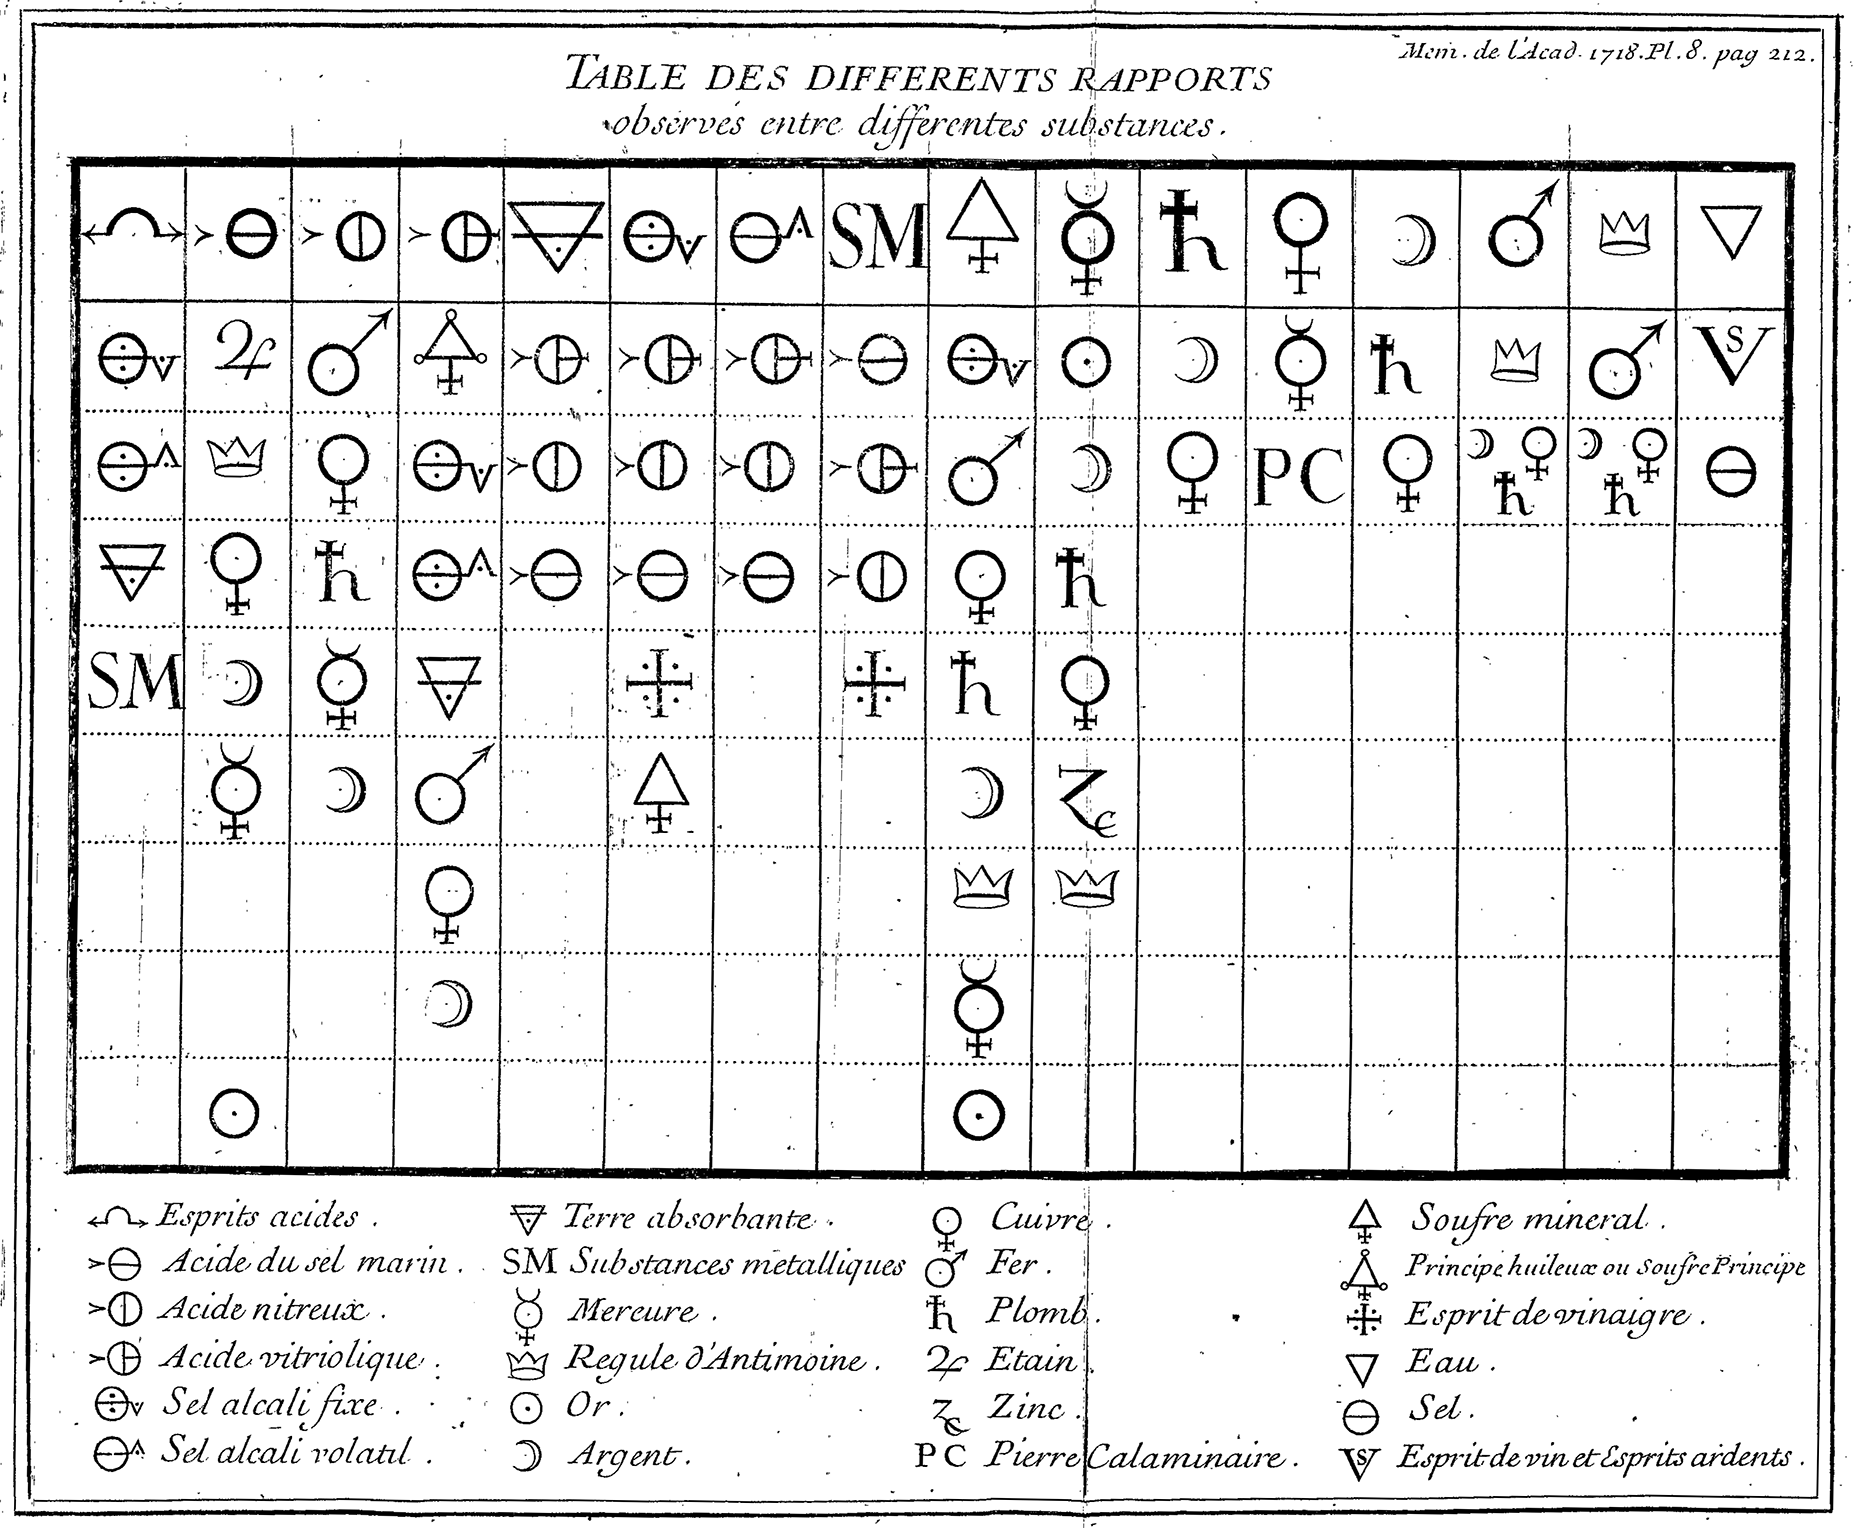 Mem. de l'Acad. 1718. Pl. 8. pag 212.
TABLE DES DIFFERENTS RAPPORTS
observés entre differentes substances.
SM
PC
SM
Esprits acides.
Acide du sel marin.
Acide nitreux.
Acide vitriolique.
Sel alcali fixe.
Sel alcali volatil.
Terre absorbante.
SM Substances metalliques
Mercure.
Regule d'Antimoine.
Or.
Argent.
Cuivre.
Fer.
Plomb.
Etain.
Zinc.
PC Pierre Calaminaire.
Soufre mineral.
Principe huileux ou Soufre Principe
Esprit de vinaigre.
Eau.
Sel.
Esprit de vin et Esprits ardents.